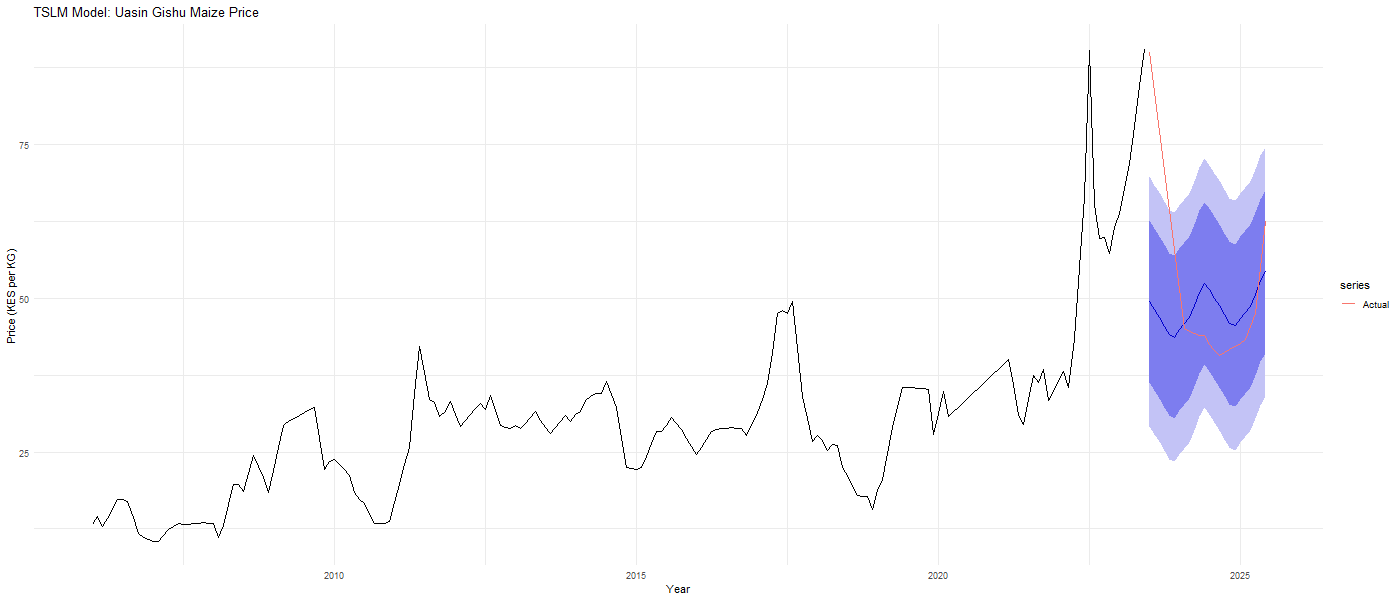 TSLM Model: Uasin Gishu Maize Price
Price (KES per KG)
75
50
25
2010
2015
2020
2025
Year
series
Actual